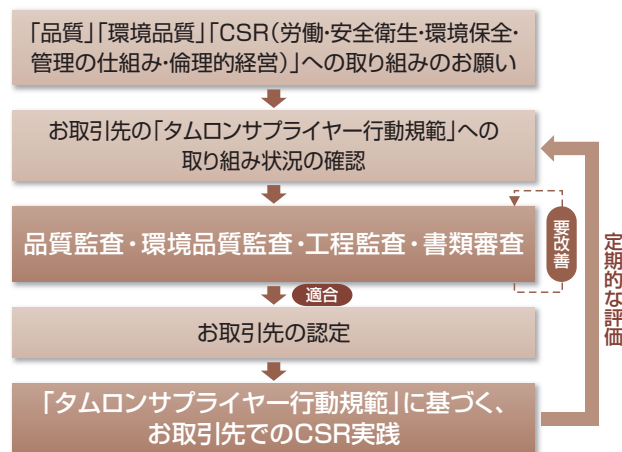 「品質」「環境品質」「CSR(労働・安全衛生・環境保全・
管理の仕組み・倫理的経営)」への取り組みのお願い
お取引先の「タムロンサプライヤー行動規範」への
取り組み状況の確認
品質監査・環境品質監査・工程監査・書類審査
要改善
適合
お取引先の認定
「タムロンサプライヤー行動規範」に基づく、
お取引先でのCSR実践
定期的な評価